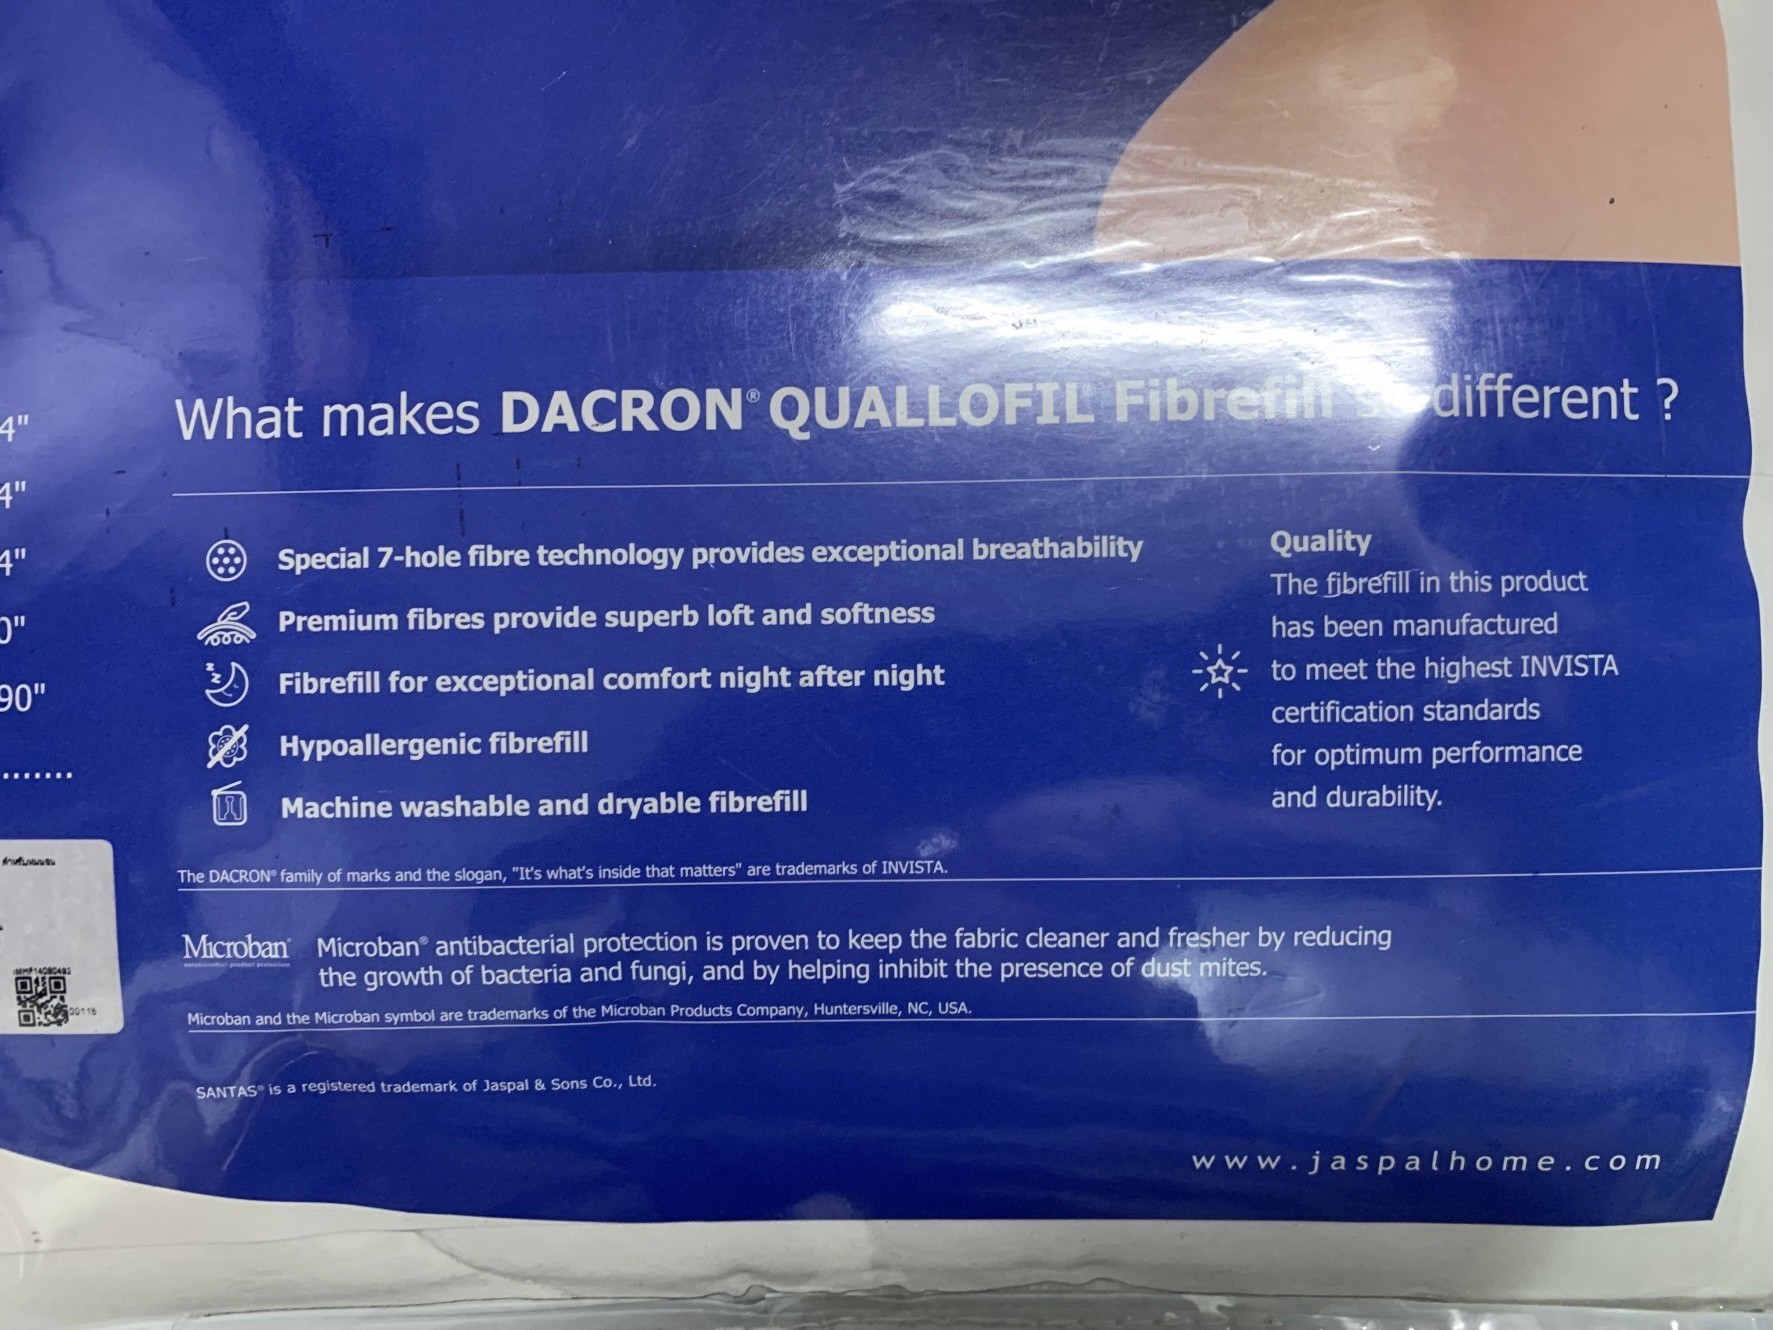 4"
4"
4"
0"
90"
.......
MMF14080492
00116
What makes DACRON® QUALLOFIL® Fibrefill so different ?
Special 7-hole fibre technology provides exceptional breathability
Premium fibres provide superb loft and softness
Fibrefill for exceptional comfort night after night
Hypoallergenic fibrefill
Machine washable and dryable fibrefill
Quality
The fibrefill in this product
has been manufactured
to meet the highest INVISTA
certification standards
for optimum performance
and durability.
The DACRON® family of marks and the slogan, "It's what's inside that matters" are trademarks of INVISTA.
Microban®
Microban® antibacterial protection is proven to keep the fabric cleaner and fresher by reducing
the growth of bacteria and fungi, and by helping inhibit the presence of dust mites.
Microban and the Microban symbol are trademarks of the Microban Products Company, Huntersville, NC, USA.
SANTAS® is a registered trademark of Jaspal & Sons Co., Ltd.
www.jaspalhome.com